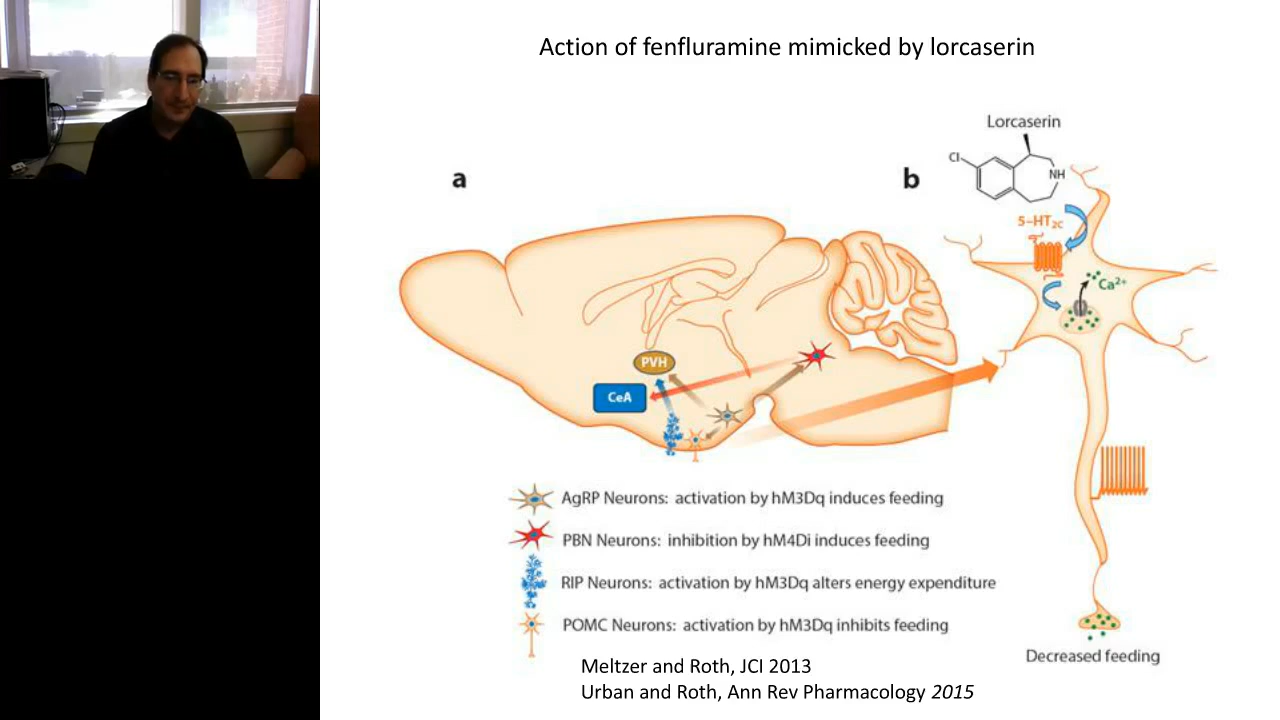 Action of fenfluramine mimicked by lorcaserin
a
b
Lorcaserin
Cl
NH
5–HT2C
Ca2+
PVH
CeA
AgRP Neurons: activation by hM3Dq induces feeding
PBN Neurons: inhibition by hM4Di induces feeding
RIP Neurons: activation by hM3Dq alters energy expenditure
POMC Neurons: activation by hM3Dq inhibits feeding
Decreased feeding
Meltzer and Roth, JCI 2013
Urban and Roth, Ann Rev Pharmacology 2015